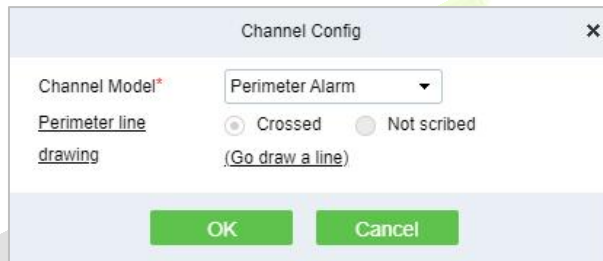 Channel Config
Channel Model* Perimeter Alarm
Perimeter line Crossed Not scribed
drawing (Go draw a line)
OK Cancel